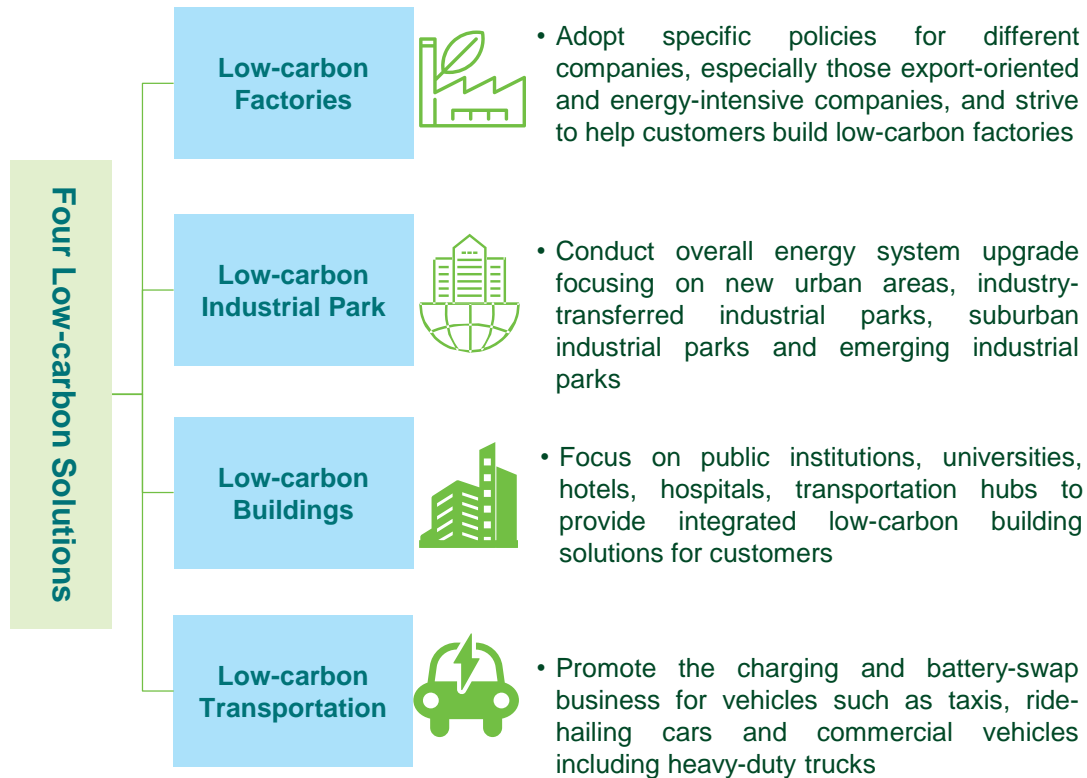 Four Low-carbon Solutions
Low-carbon
Factories
• Adopt specific policies for different
companies, especially those export-oriented
and energy-intensive companies, and strive
to help customers build low-carbon factories
Low-carbon
Industrial Park
• Conduct overall energy system upgrade
focusing on new urban areas, industry-
transferred industrial parks, suburban
industrial parks and emerging industrial
parks
Low-carbon
Buildings
• Focus on public institutions, universities,
hotels, hospitals, transportation hubs to
provide integrated low-carbon building
solutions for customers
Low-carbon
Transportation
• Promote the charging and battery-swap
business for vehicles such as taxis, ride-
hailing cars and commercial vehicles
including heavy-duty trucks